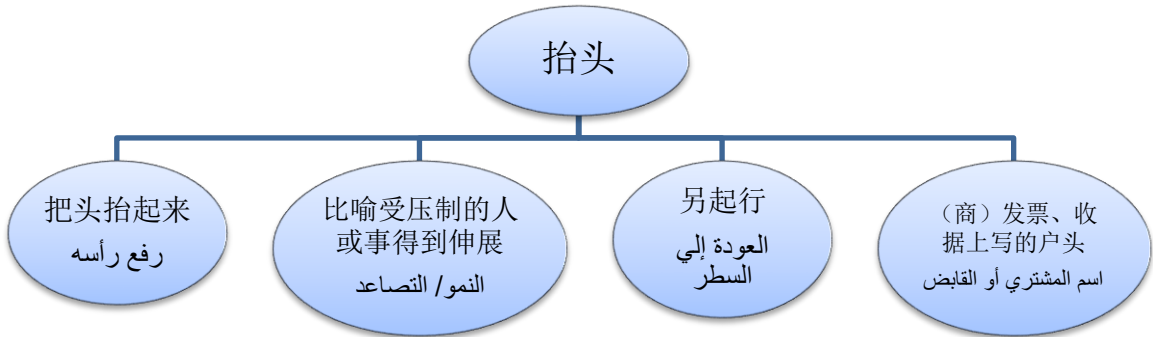 抬头
把头抬起来
رفع رأسه
比喻受压制的人
或事得到伸展
النمو/ التصاعد
另起行
العودة إلي
السطر
（商）发票、收
据上写的户头
اسم المشتري أو القابض